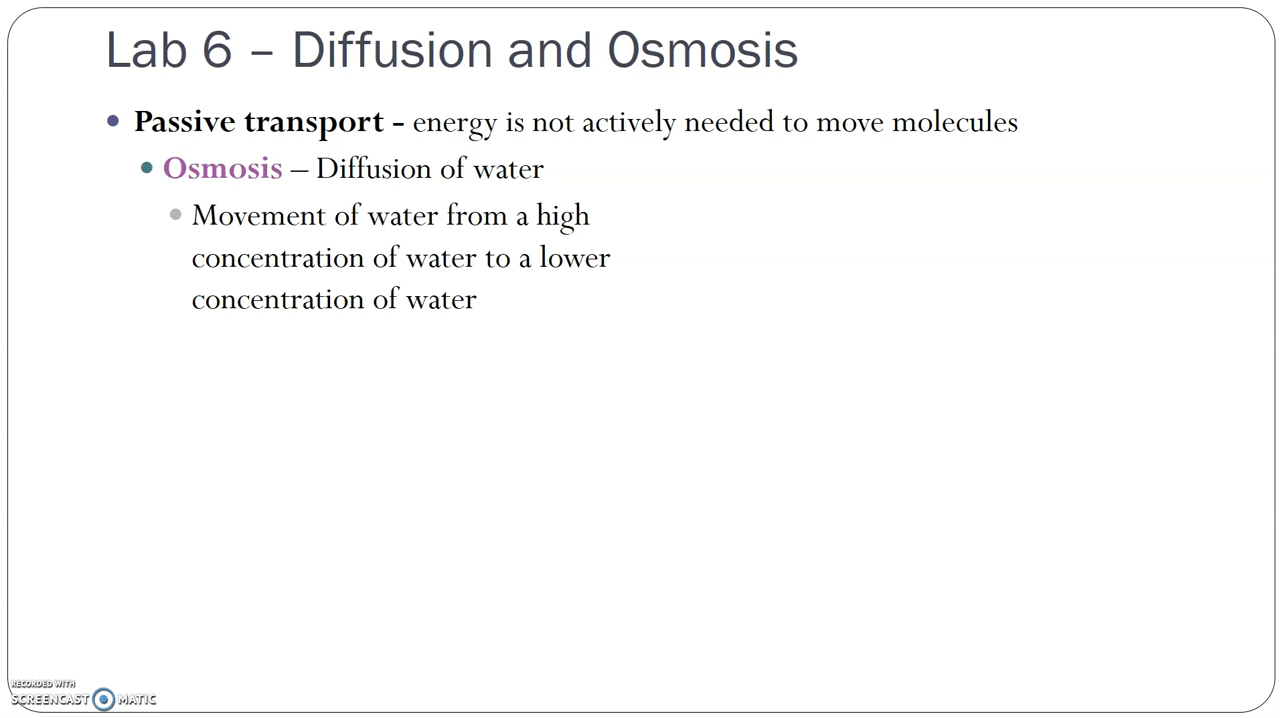 Lab 6 – Diffusion and Osmosis
Passive transport - energy is not actively needed to move molecules
Osmosis – Diffusion of water
Movement of water from a high
concentration of water to a lower
concentration of water
RECORDED WITH
SCREENCAST MATIC